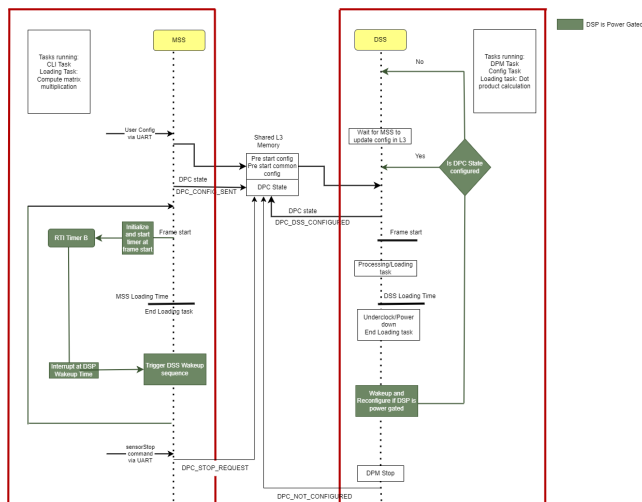 DSP is Power Gated
MSS
DSS
Tasks running:
CLI Task
Loading Task:
Compute matrix
multiplication
Tasks running:
DPM Task
Config Task
Loading task: Dot
product calculation
No
User Config
via UART
Shared L3
Memory
Wait for MSS to
update config in L3
Pre start config
Pre start common
config
Yes
Is DPC State
configured
DPC state
DPC State
DPC_CONFIG_SENT
DPC state
DPC_DSS_CONFIGURED
RTI Timer B
Initialize
and start
timer at
frame start
Frame start
Frame start
Processing/Loading
task
MSS Loading Time
DSS Loading Time
End Loading task
Underclock/Power
down
End Loading task
Interrupt at DSP
Wakeup Time
Trigger DSS Wakeup
sequence
Wakeup and
Reconfigure if DSP is
power gated
sensorStop
command
via UART
DPC_STOP_REQUEST
DPM Stop
DPC_NOT_CONFIGURED